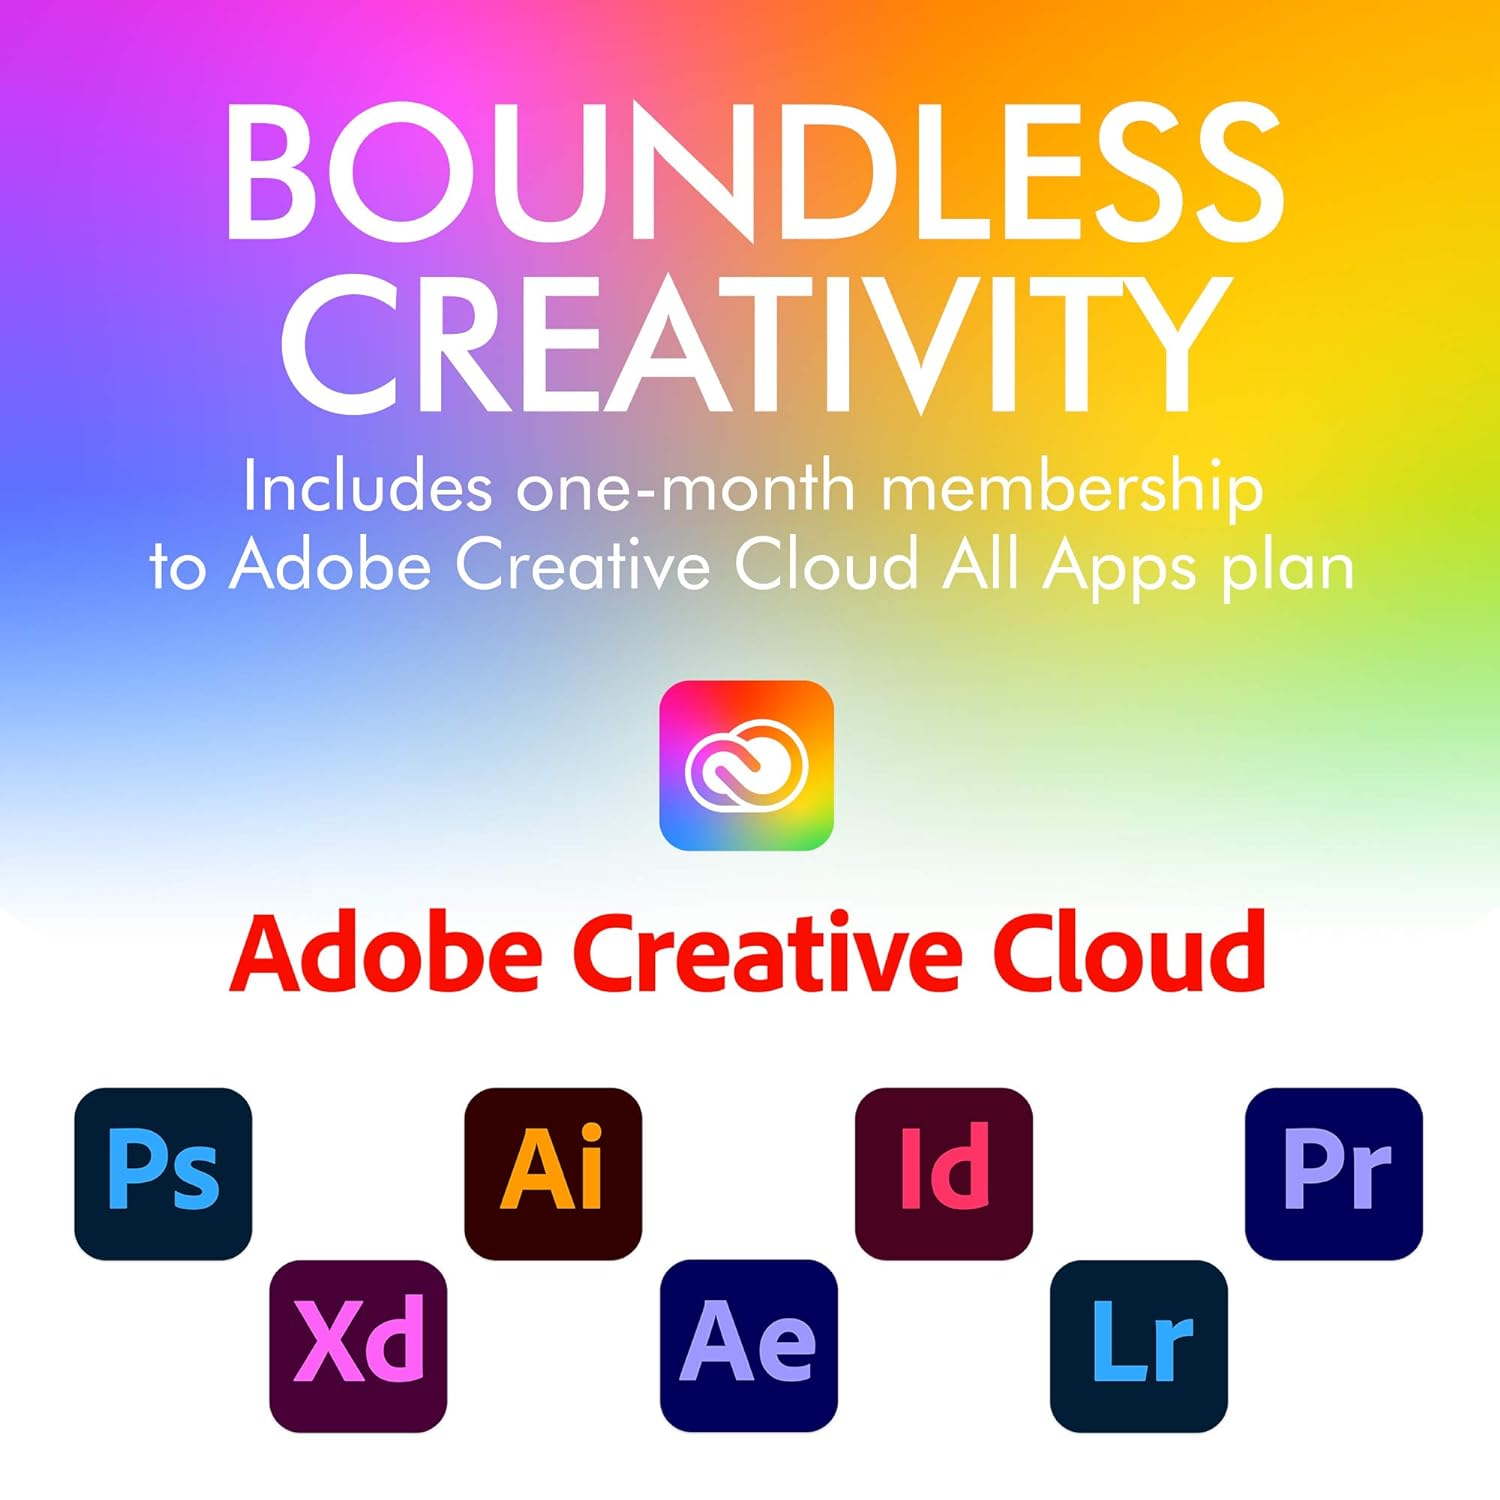 BOUNDLESS
CREATIVITY
Includes one-month membership
to Adobe Creative Cloud All Apps plan
Adobe Creative Cloud
Ps
Ai
Id
Pr
Xd
Ae
Lr